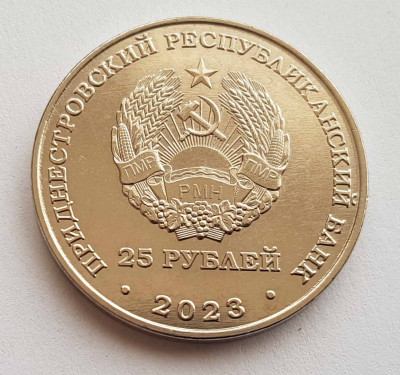 ПРИДНЕСТРОВСКИЙ РЕСПУБЛИКАНСКИЙ БАНК
ПМР РМН ПМР
25 РУБЛЕЙ
• 2023 •